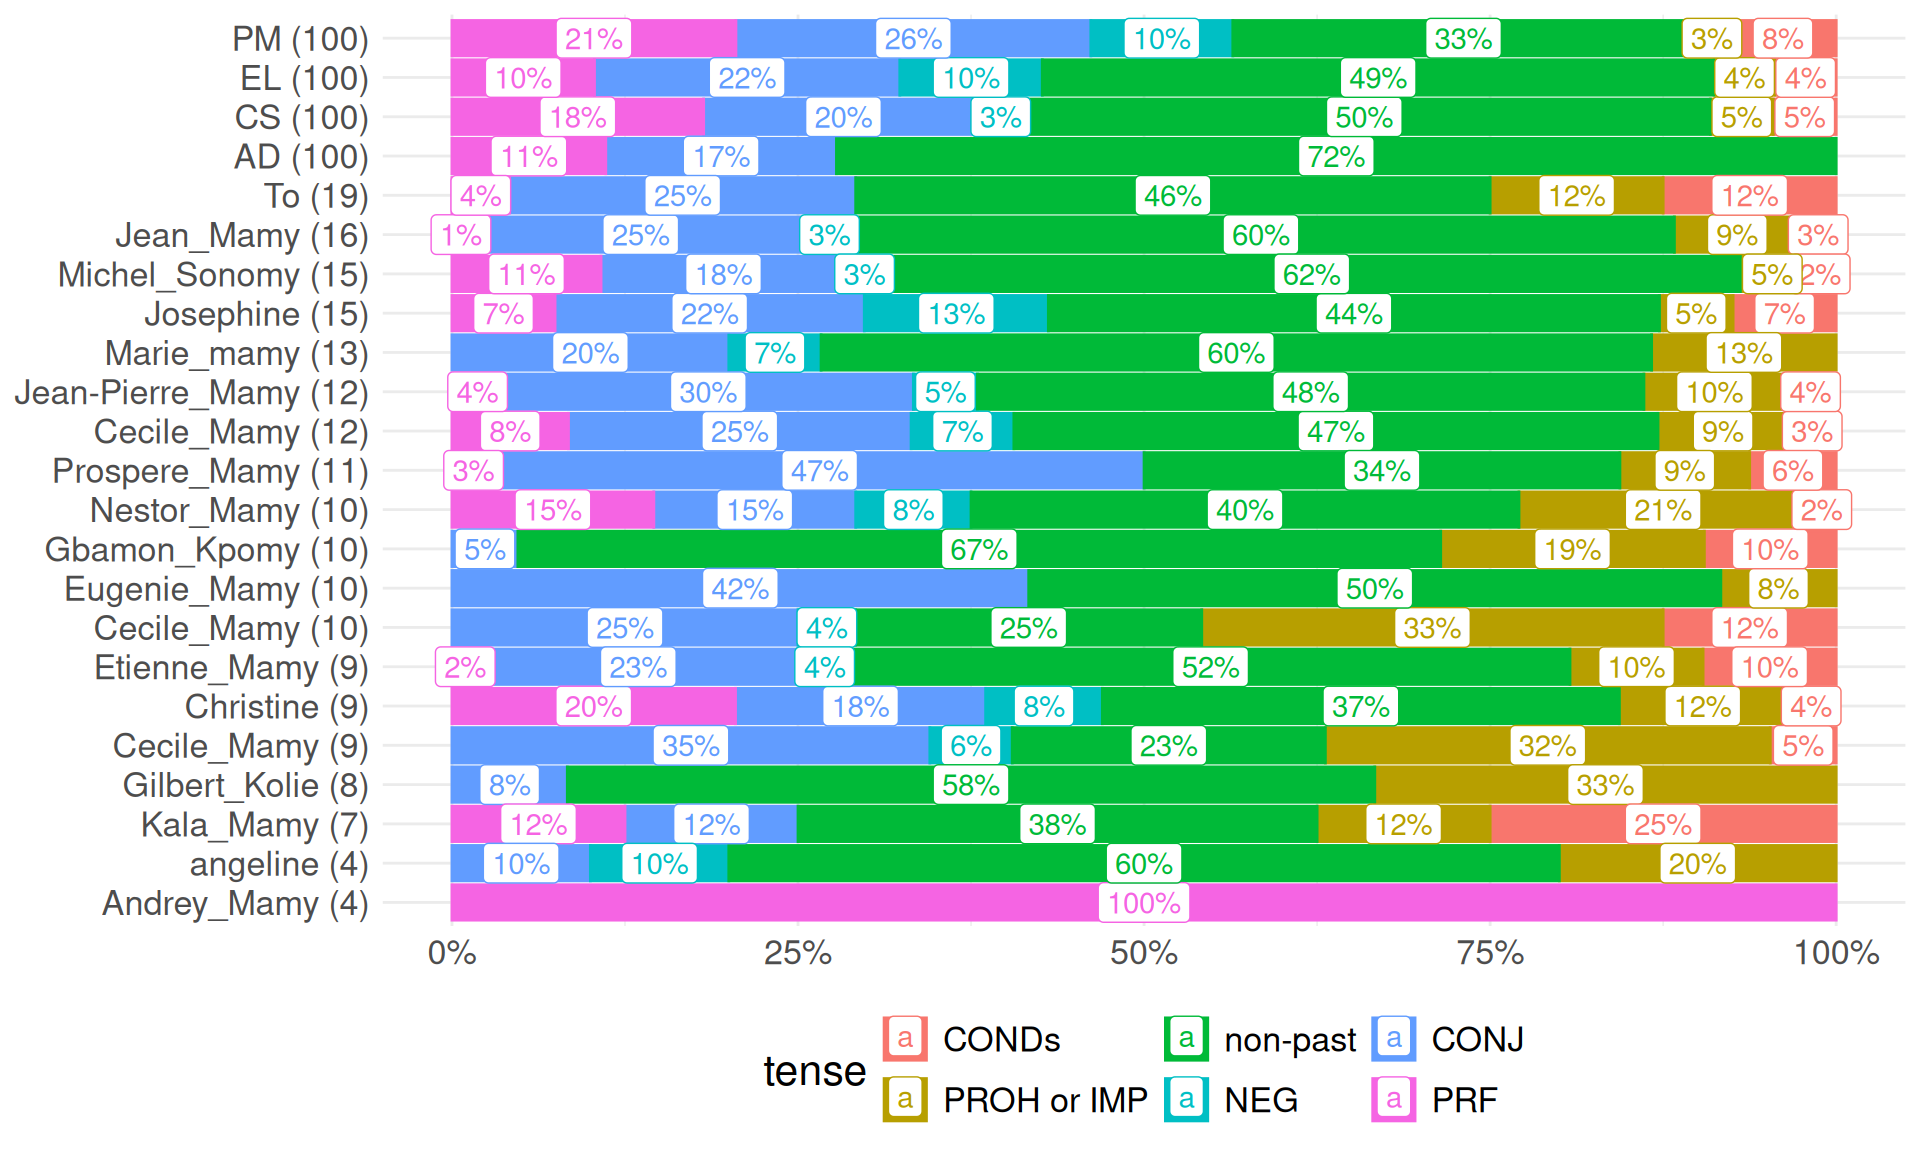 PM (100) 21% 26% 10% 33% 3% 8%
EL (100) 10% 22% 10% 49% 4% 4%
CS (100) 18% 20% 3% 50% 5% 5%
AD (100) 11% 17% 72%
To (19) 4% 25% 46% 12% 12%
Jean_Mamy (16) 1% 25% 3% 60% 9% 3%
Michel_Sonomy (15) 11% 18% 3% 62% 5% 2%
Josephine (15) 7% 22% 13% 44% 5% 7%
Marie_mamy (13) 20% 7% 60% 13%
Jean-Pierre_Mamy (12) 4% 30% 5% 48% 10% 4%
Cecile_Mamy (12) 8% 25% 7% 47% 9% 3%
Prospere_Mamy (11) 3% 47% 34% 9% 6%
Nestor_Mamy (10) 15% 15% 8% 40% 21% 2%
Gbamon_Kpomy (10) 5% 67% 19% 10%
Eugenie_Mamy (10) 42% 50% 8%
Cecile_Mamy (10) 25% 4% 25% 33% 12%
Etienne_Mamy (9) 2% 23% 4% 52% 10% 10%
Christine (9) 20% 18% 8% 37% 12% 4%
Cecile_Mamy (9) 35% 6% 23% 32% 5%
Gilbert_Kolie (8) 8% 58% 33%
Kala_Mamy (7) 12% 12% 38% 12% 25%
angeline (4) 10% 10% 60% 20%
Andrey_Mamy (4) 100%
0% 25% 50% 75% 100%
tense
a CONDs a non-past a CONJ
a PROH or IMP a NEG a PRF